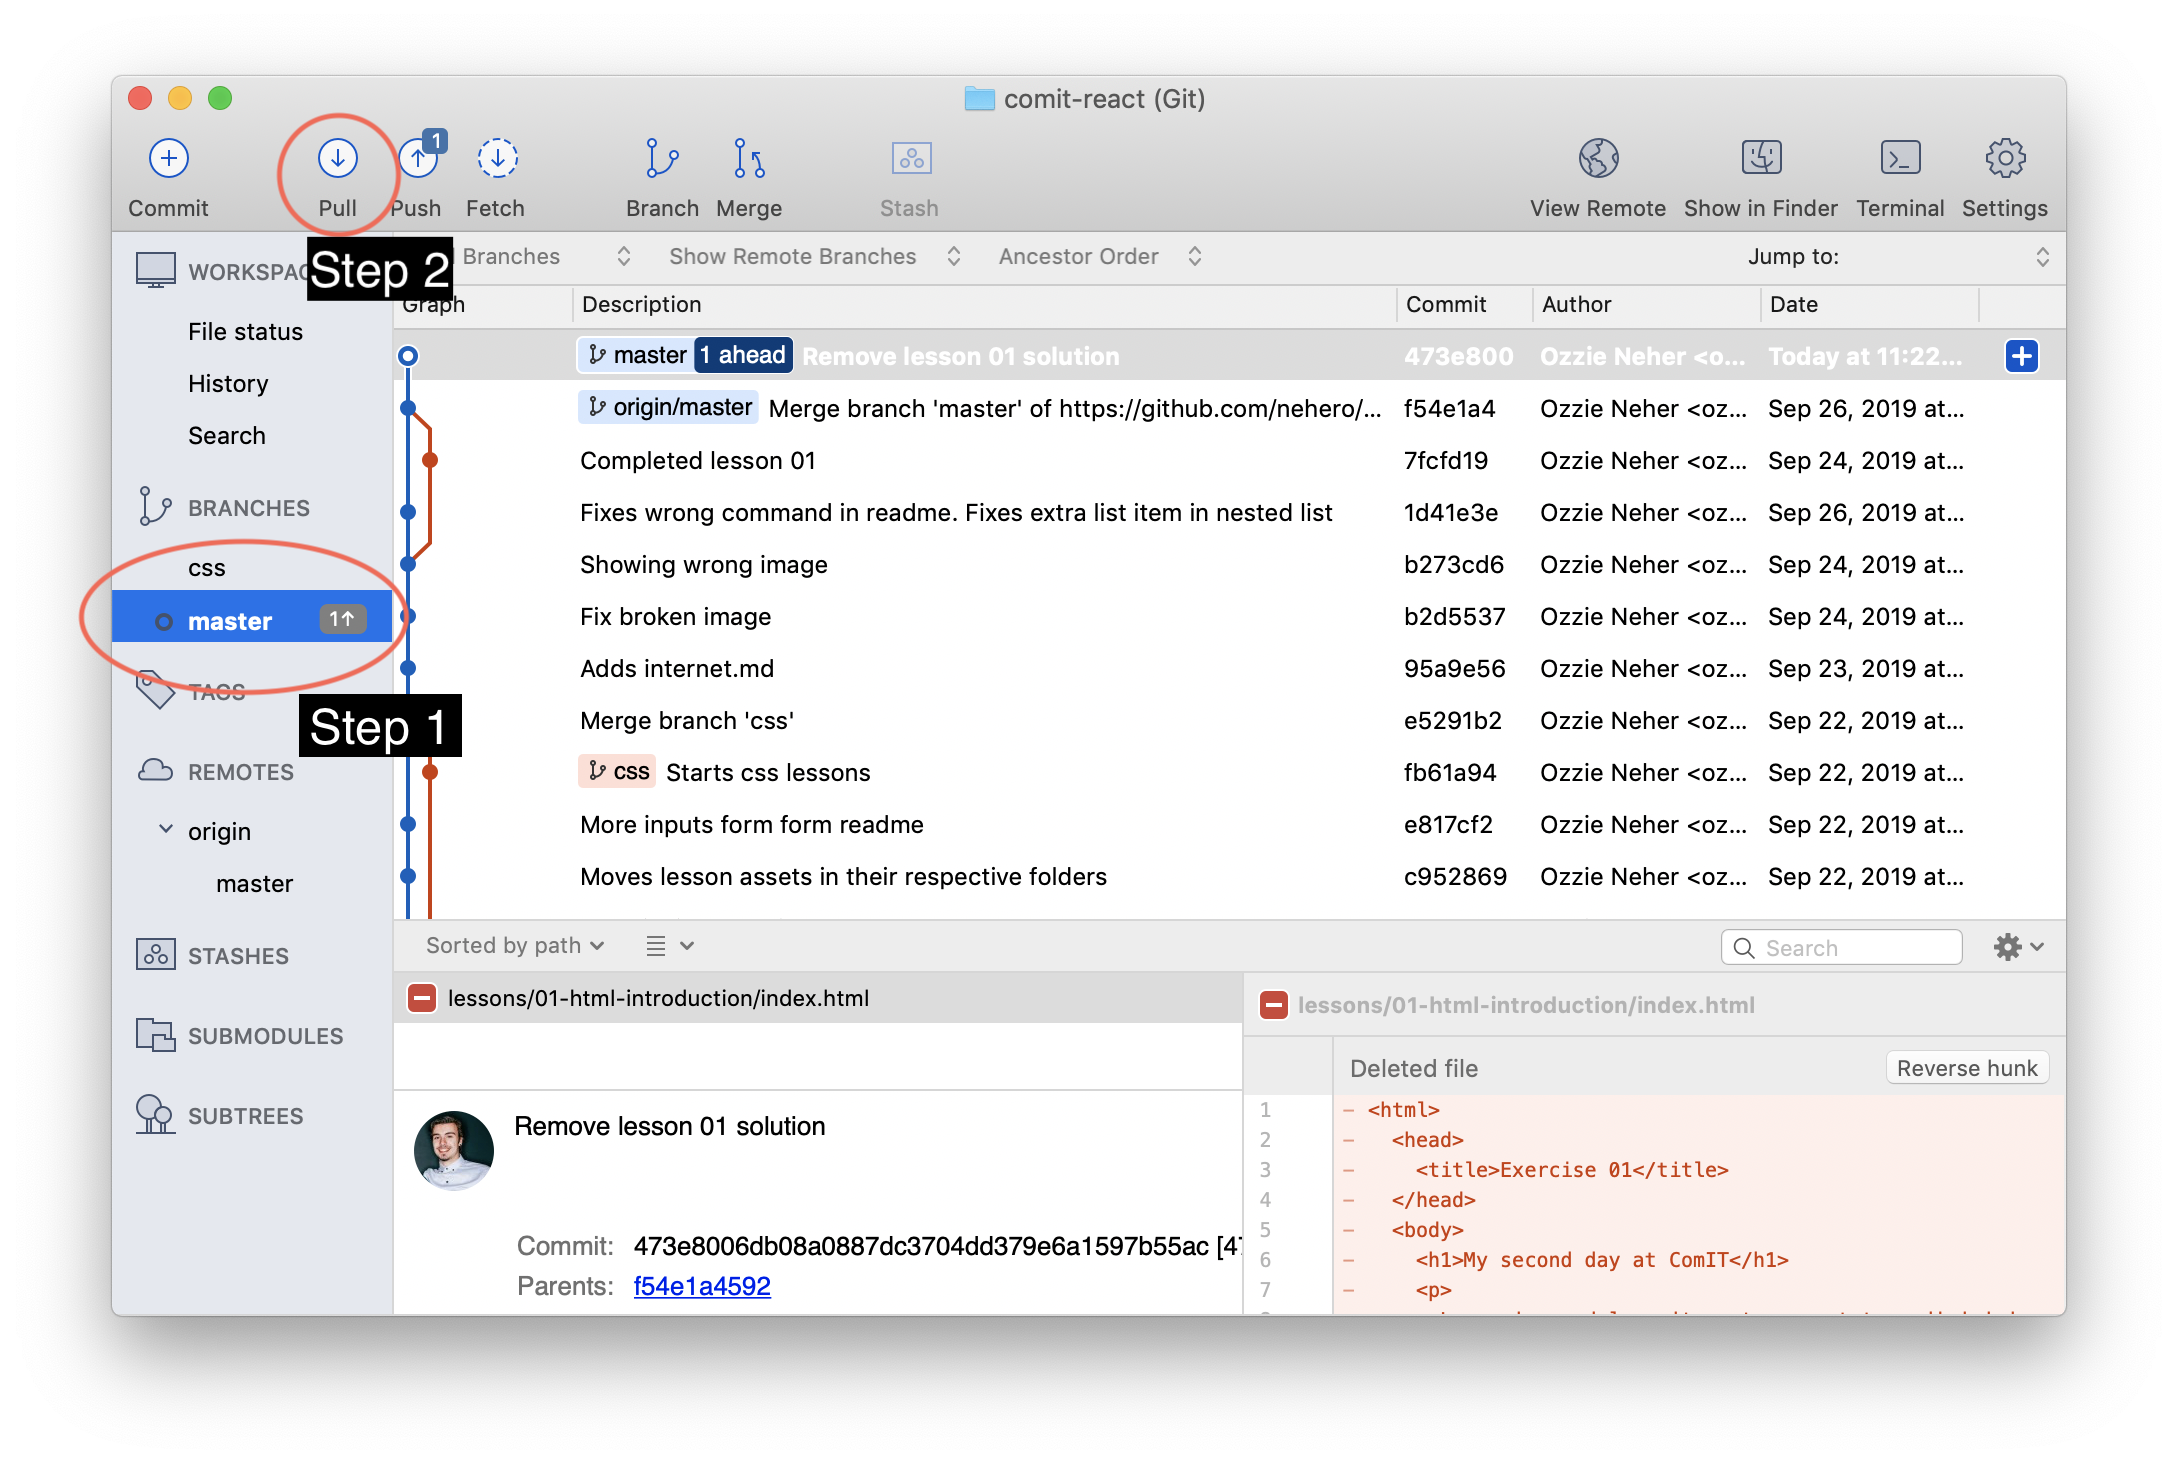 comit-react (Git)
1
Commit Pull Push Fetch Branch Merge Stash View Remote Show in Finder Terminal Settings
Step 2
Branches Show Remote Branches Ancestor Order Jump to:
Graph Description Commit Author Date
master 1 ahead Remove lesson 01 solution 473e800 Ozzie Neher <o... Today at 11:22...
origin/master Merge branch 'master' of https://github.com/nehero/... f54e1a4 Ozzie Neher <oz... Sep 26, 2019 at...
Completed lesson 01 7fcfd19 Ozzie Neher <oz... Sep 24, 2019 at...
Fixes wrong command in readme. Fixes extra list item in nested list 1d41e3e Ozzie Neher <oz... Sep 26, 2019 at...
Showing wrong image b273cd6 Ozzie Neher <oz... Sep 24, 2019 at...
Fix broken image b2d5537 Ozzie Neher <oz... Sep 24, 2019 at...
Adds internet.md 95a9e56 Ozzie Neher <oz... Sep 23, 2019 at...
Merge branch 'css' e5291b2 Ozzie Neher <oz... Sep 22, 2019 at...
css Starts css lessons fb61a94 Ozzie Neher <oz... Sep 22, 2019 at...
More inputs form form readme e817cf2 Ozzie Neher <oz... Sep 22, 2019 at...
Moves lesson assets in their respective folders c952869 Ozzie Neher <oz... Sep 22, 2019 at...
WORKSPAC
File status
History
Search
BRANCHES
css
master 1↑
TAGS
Step 1
REMOTES
origin
master
STASHES
SUBMODULES
SUBTREES
Sorted by path Search
lessons/01-html-introduction/index.html
Remove lesson 01 solution
Commit: 473e8006db08a0887dc3704dd379e6a1597b55ac [47
Parents: f54e1a4592
lessons/01-html-introduction/index.html
Deleted file Reverse hunk
1 - <html>
2 - <head>
3 - <title>Exercise 01</title>
4 - </head>
5 - <body>
6 - <h1>My second day at ComIT</h1>
7 - <p>